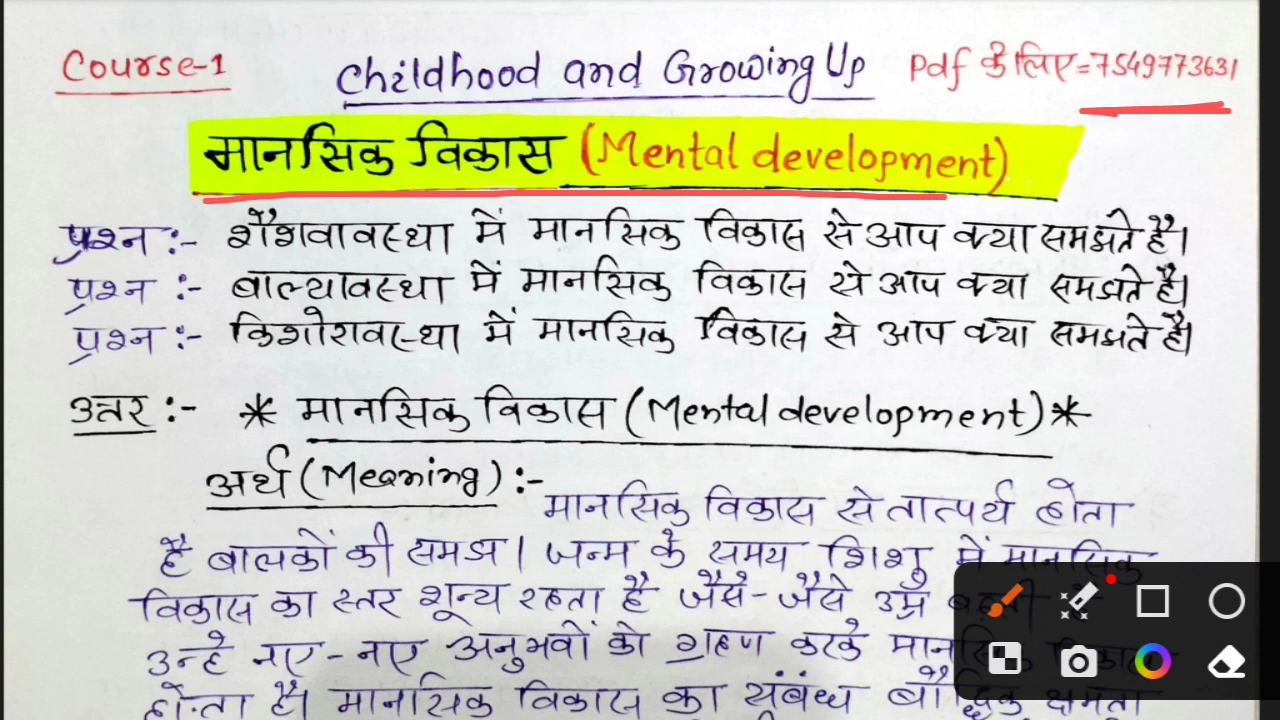 Course-1 Childhood and Growing Up Pdf के लिए=7549773631
मानसिक विकास (Mental development)
प्रश्न :- शैशवावस्था में मानसिक विकास से आप क्या समझते है।
प्रश्न :- बाल्यावस्था में मानसिक विकास से आप क्या समझते है।
प्रश्न :- किशोरावस्था में मानसिक विकास से आप क्या समझते है।
उत्तर :- * मानसिक विकास (Mental development) *
अर्थ (Meaning) :-
मानसिक विकास से तात्पर्य होता
है बालकों की समझ। जन्म के समय शिशु में मानसिक
विकास का स्तर शून्य रहता है जैसे-जैसे उम्र
उन्हे नए-नए अनुभवों को ग्रहण करके
होता है। मानसिक विकास का संबंध बौद्धिक क्षमता